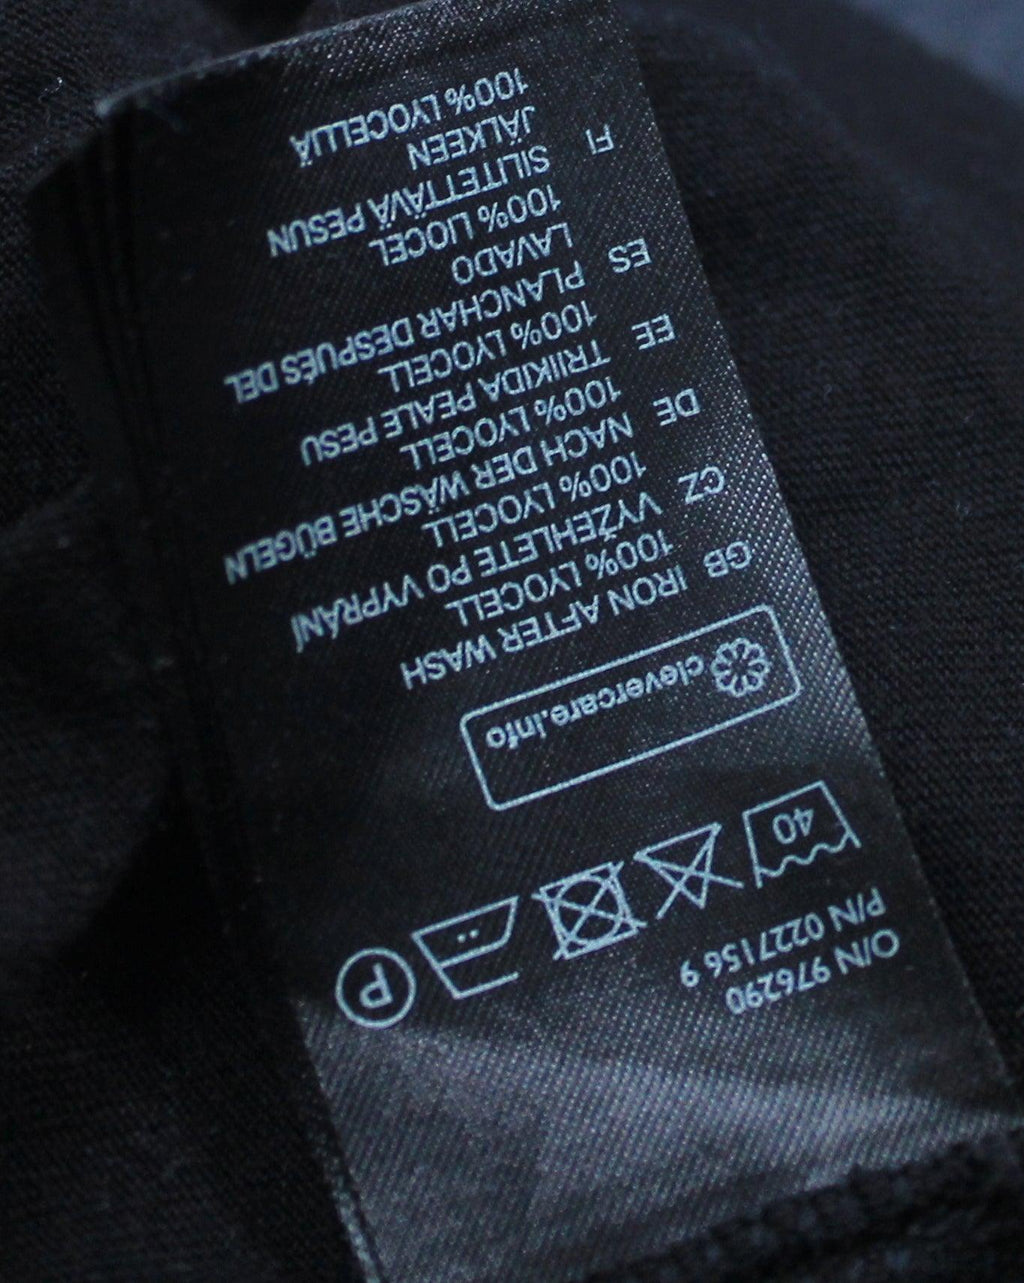 O/N 976290
P/N 0227156 9
40 P
clevercare.info
GB IRON AFTER WASH
100% LYOCELL
CZ VYŽEHLETE PO VYPRÁNÍ
100% LYOCELL
DE NACH DER WÄSCHE BÜGELN
100% LYOCELL
EE TRIIKIDA PEALE PESU
100% LYOCELL
ES PLANCHAR DESPUÉS DEL
LAVADO
100% LIOCEL
FI SILITETTÄVÄ PESUN
JÄLKEEN
100% LYOCELLIÄ